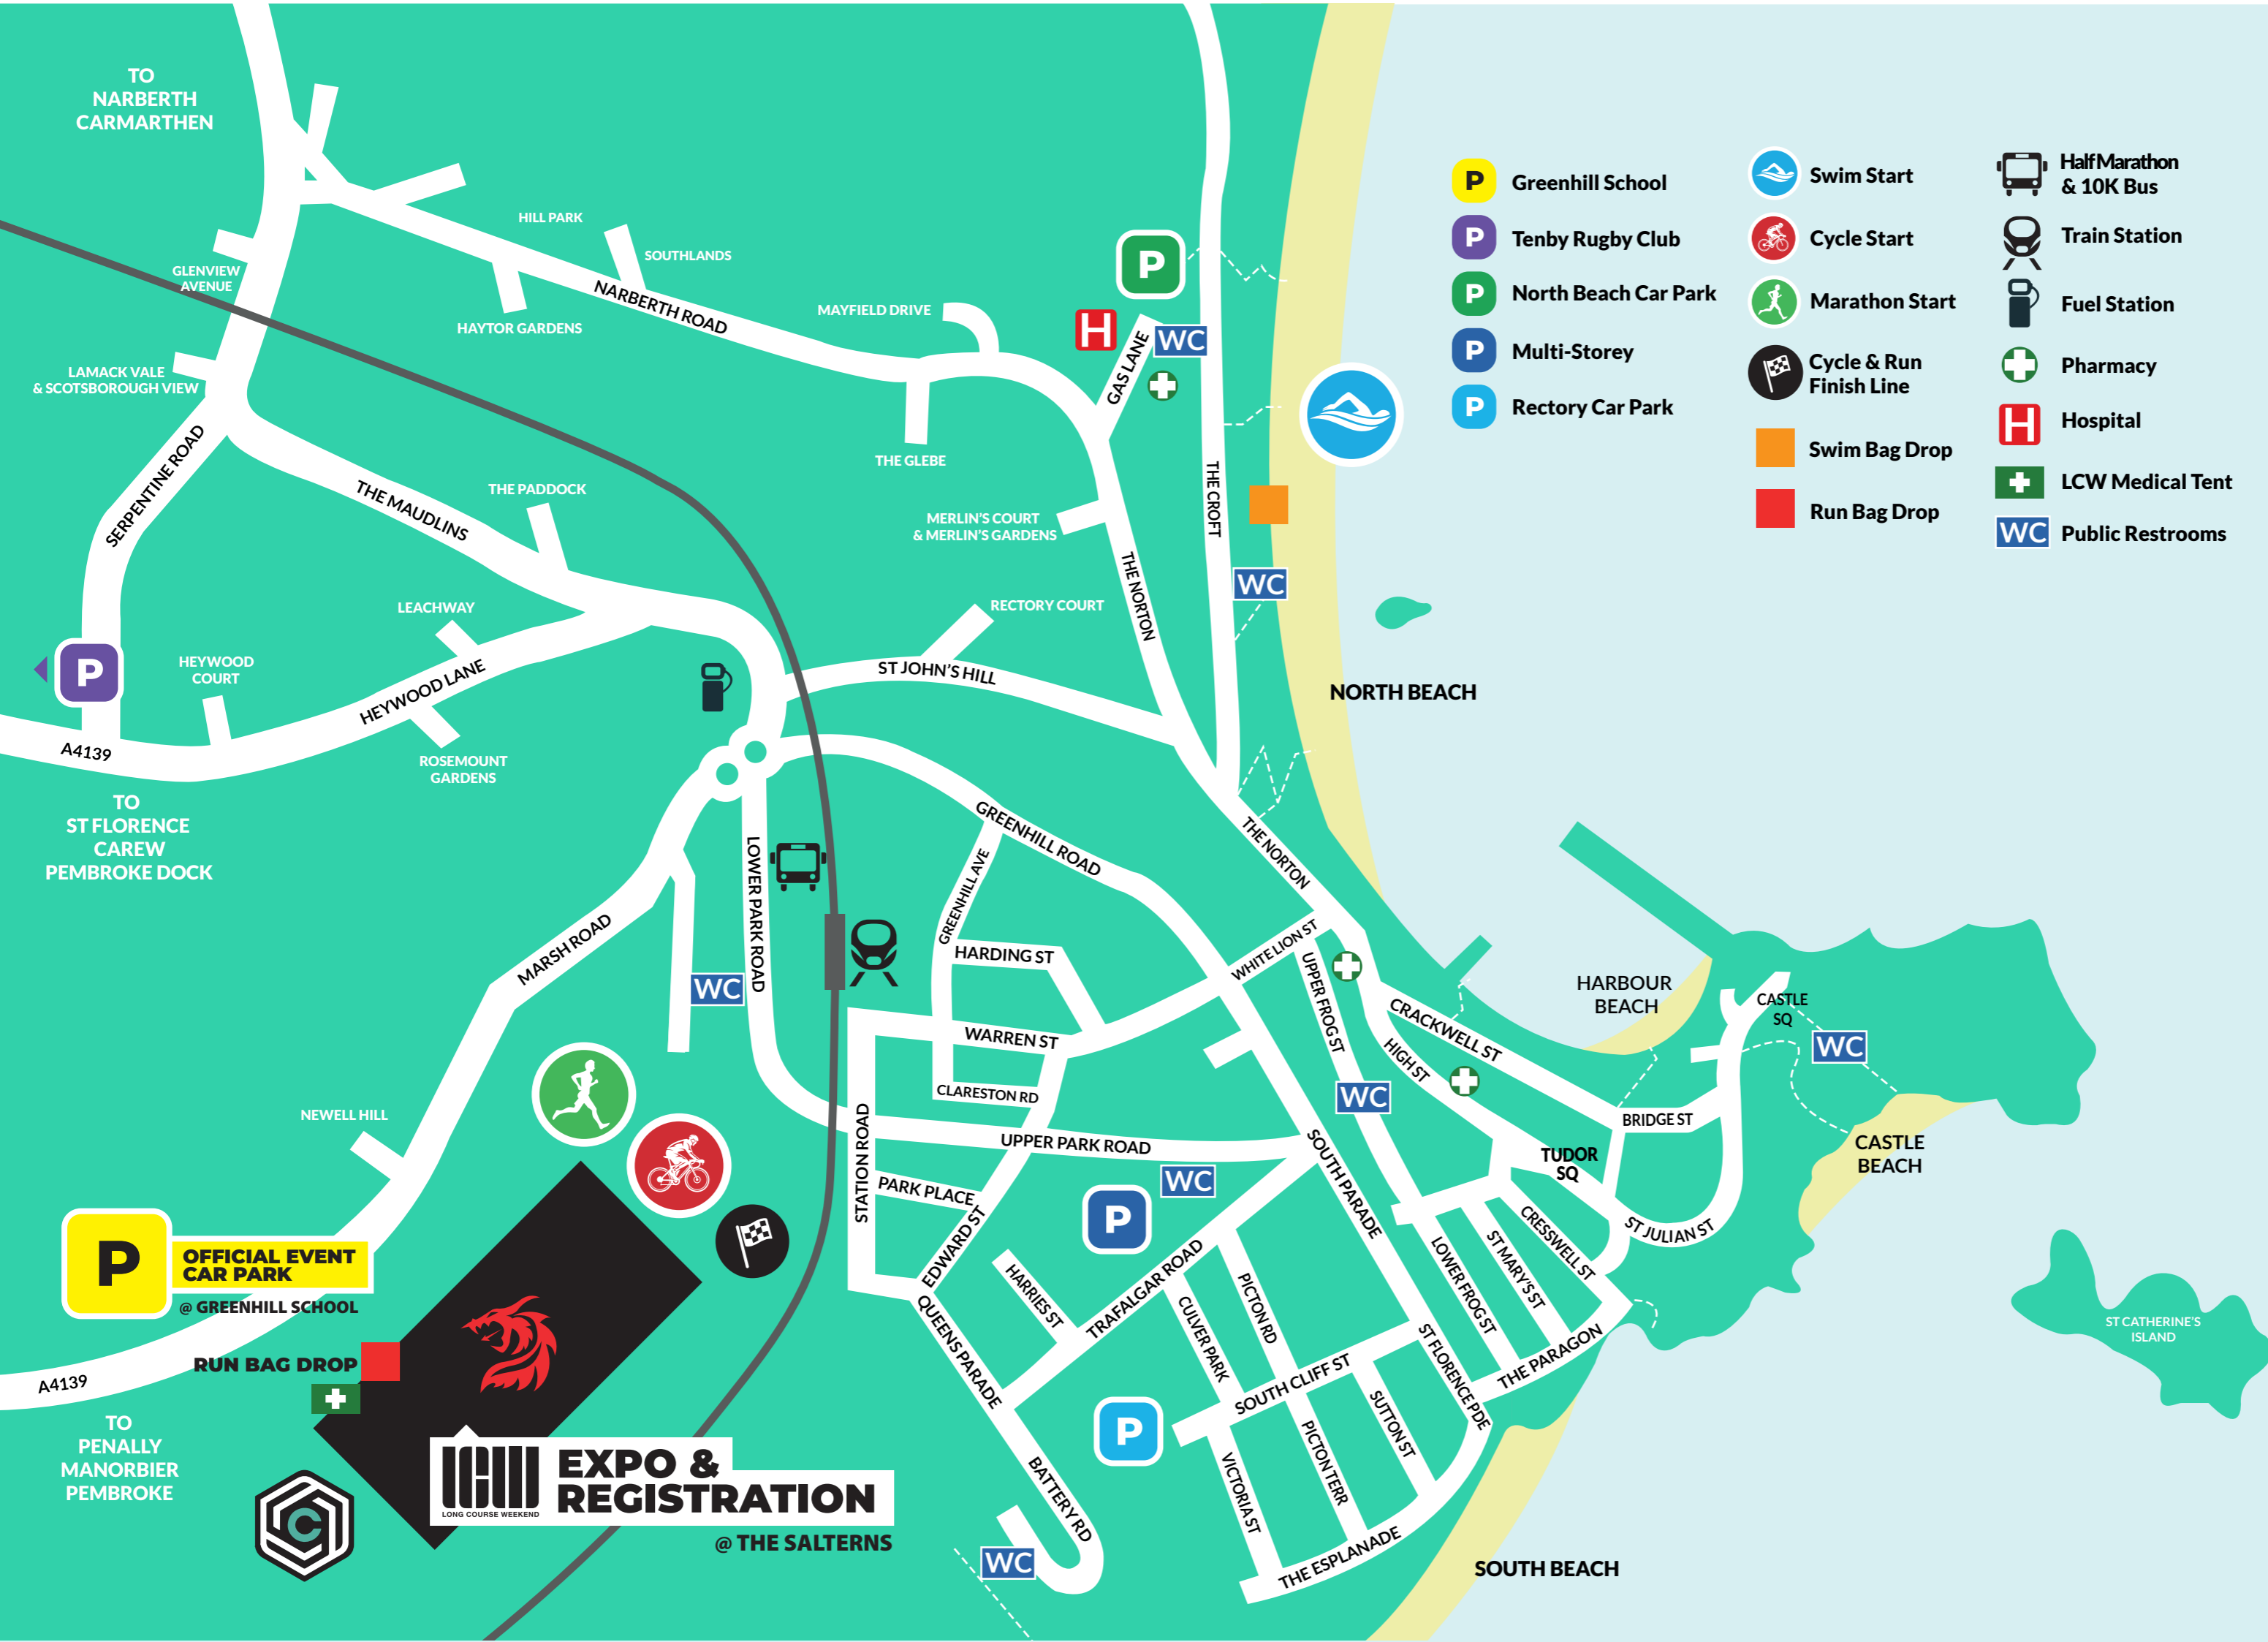 TO
NARBERTH
CARMARTHEN
HILL PARK
SOUTHLANDS
GLENVIEW
AVENUE
HAYTOR GARDENS
NARBERTH ROAD
MAYFIELD DRIVE
P
H
WC
GAS LANE
LAMACK VALE
& SCOTSBOROUGH VIEW
THE GLEBE
SERPENTINE ROAD
THE MAUDLINS
THE PADDOCK
MERLIN'S COURT
& MERLIN'S GARDENS
THE CROFT
THE NORTON
WC
LEACHWAY
RECTORY COURT
P
HEYWOOD
COURT
HEYWOOD LANE
ST JOHN'S HILL
NORTH BEACH
A4139
ROSEMOUNT
GARDENS
TO
ST FLORENCE
CAREW
PEMBROKE DOCK
P
Greenhill School
P
Tenby Rugby Club
P
North Beach Car Park
P
Multi-Storey
P
Rectory Car Park
Swim Start
Cycle Start
Marathon Start
Cycle & Run
Finish Line
Swim Bag Drop
Run Bag Drop
Half Marathon
& 10K Bus
Train Station
Fuel Station
Pharmacy
H
Hospital
LCW Medical Tent
WC
Public Restrooms
GREENHILL ROAD
THE NORTON
LOWER PARK ROAD
GREENHILL AVE
MARSH ROAD
HARDING ST
WHITE LION ST
UPPER FROG ST
WC
HARBOUR
BEACH
CASTLE
SQ
WC
CRACKWELL ST
WARREN ST
HIGH ST
CLARESTON RD
WC
BRIDGE ST
NEWELL HILL
STATION ROAD
UPPER PARK ROAD
SOUTH PARADE
TUDOR
SQ
CASTLE
BEACH
WC
PARK PLACE
P
EDWARD ST
CRESSWELL ST
ST JULIAN ST
LOWER FROG ST
ST MARY'S ST
P
OFFICIAL EVENT
CAR PARK
@ GREENHILL SCHOOL
HARRIES ST
TRAFALGAR ROAD
PICTON RD
CULVER PARK
QUEENS PARADE
ST CATHERINE'S
ISLAND
RUN BAG DROP
A4139
ST FLORENCE PDE
THE PARAGON
SOUTH CLIFF ST
SUTTON ST
P
PICTON TERR
VICTORIA ST
BATTERY RD
TO
PENALLY
MANORBIER
PEMBROKE
C
LCW
LONG COURSE WEEKEND
EXPO &
REGISTRATION
@ THE SALTERNS
WC
THE ESPLANADE
SOUTH BEACH